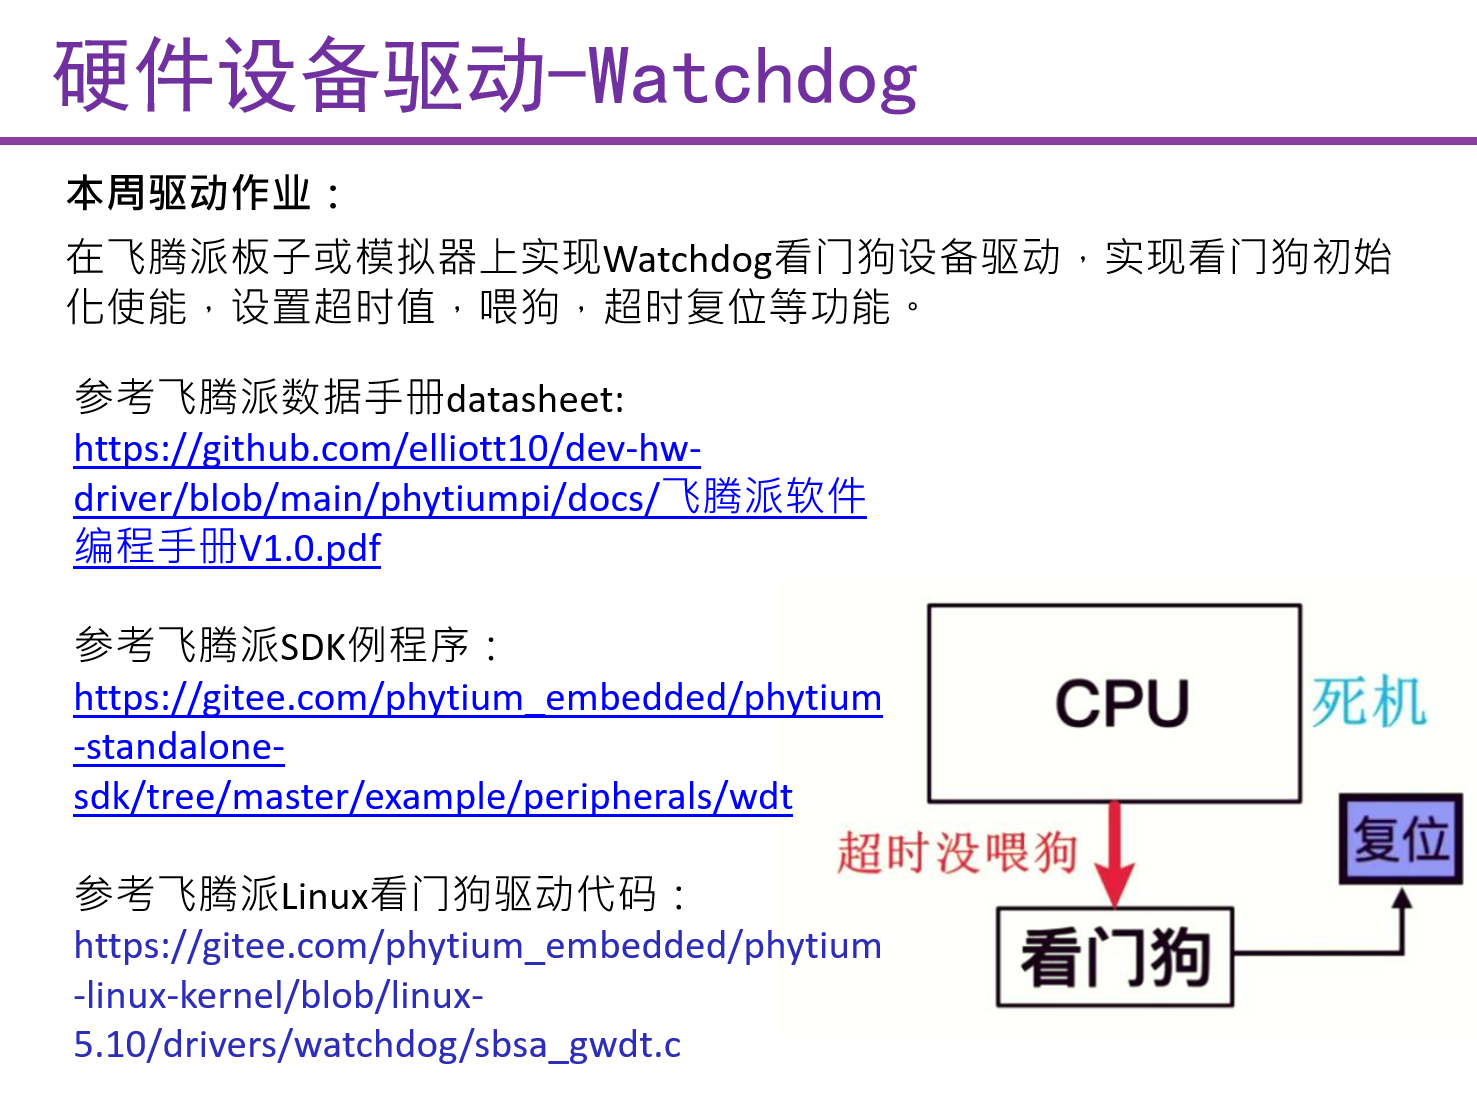 硬件设备驱动-Watchdog
本周驱动作业：
在飞腾派板子或模拟器上实现Watchdog看门狗设备驱动，实现看门狗初始
化使能，设置超时值，喂狗，超时复位等功能。
参考飞腾派数据手册datasheet:
https://github.com/elliott10/dev-hw-
driver/blob/main/phytiumpi/docs/飞腾派软件
编程手册V1.0.pdf
参考飞腾派SDK例程序：
https://gitee.com/phytium_embedded/phytium
-standalone-
sdk/tree/master/example/peripherals/wdt
参考飞腾派Linux看门狗驱动代码：
https://gitee.com/phytium_embedded/phytium
-linux-kernel/blob/linux-
5.10/drivers/watchdog/sbsa_gwdt.c
CPU
死机
超时没喂狗
复位
看门狗